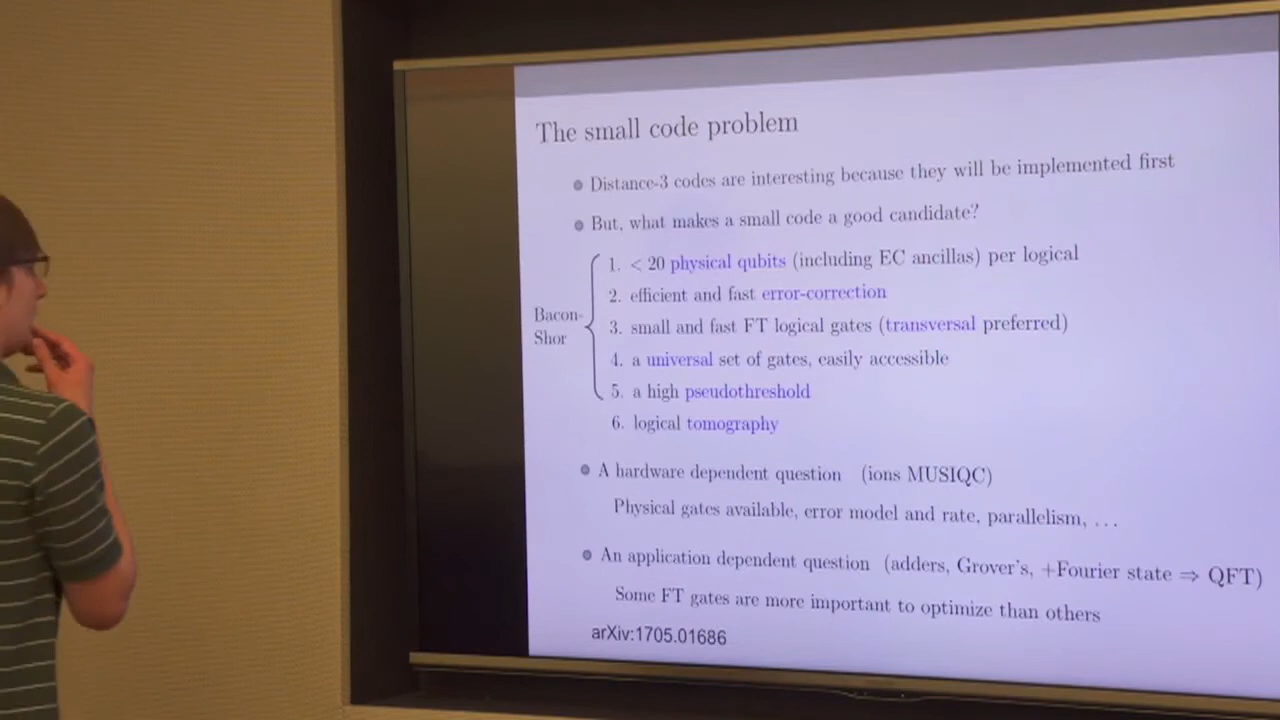 The small code problem
Distance-3 codes are interesting because they will be implemented first
But, what makes a small code a good candidate?
1. < 20 physical qubits (including EC ancillas) per logical
2. efficient and fast error-correction
Bacon-
Shor
3. small and fast FT logical gates (transversal preferred)
4. a universal set of gates, easily accessible
5. a high pseudothreshold
6. logical tomography
A hardware dependent question (ions MUSIQC)
Physical gates available, error model and rate, parallelism, ...
An application dependent question (adders, Grover's, +Fourier state ⇒ QFT)
Some FT gates are more important to optimize than others
arXiv:1705.01686